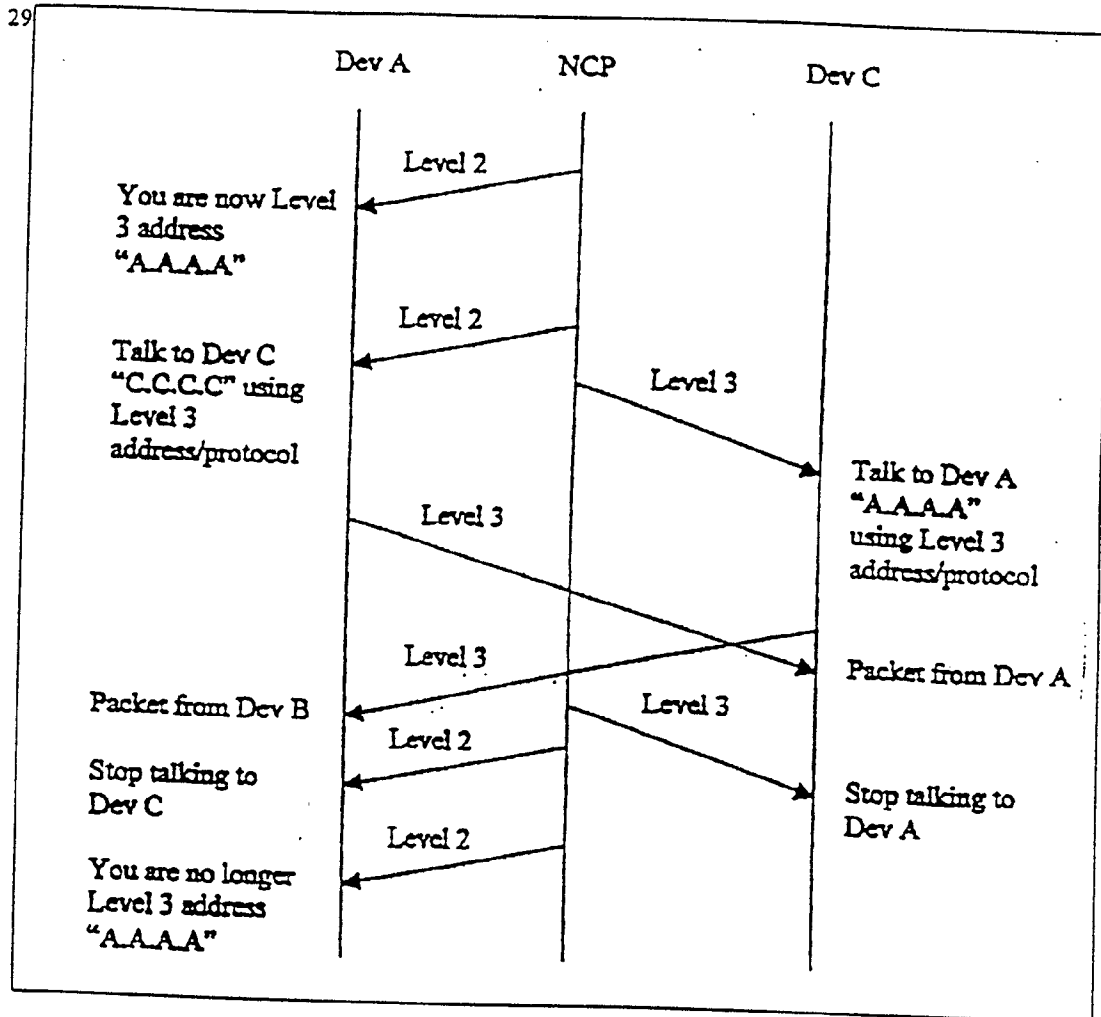 29
Dev A
NCP
Dev C
Level 2
You are now Level
3 address
“A.A.A.A”
Level 2
Talk to Dev C
“C.C.C.C” using
Level 3
address/protocol
Level 3
Talk to Dev A
“A.A.A.A”
using Level 3
address/protocol
Level 3
Level 3
Packet from Dev A
Packet from Dev B
Level 3
Level 2
Stop talking to
Dev C
Stop talking to
Dev A
Level 2
You are no longer
Level 3 address
“A.A.A.A”